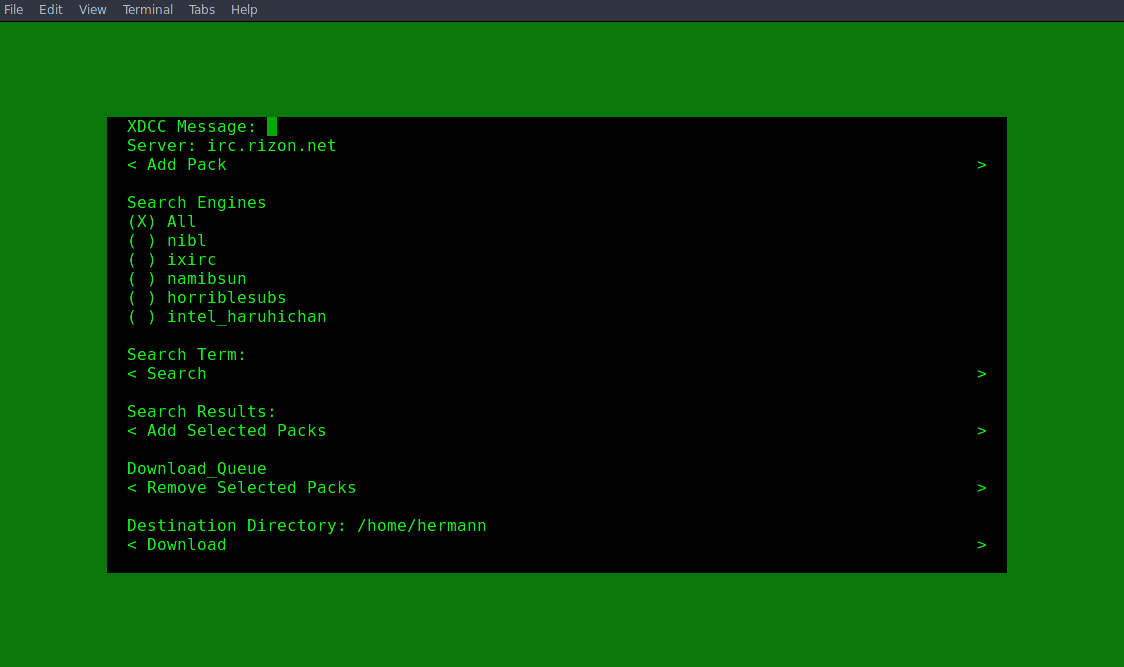 File Edit View Terminal Tabs Help
XDCC Message:
Server: irc.rizon.net
< Add Pack >
Search Engines
(X) All
( ) nibl
( ) ixirc
( ) namibsun
( ) horriblesubs
( ) intel_haruhichan
Search Term:
< Search >
Search Results:
< Add Selected Packs >
Download_Queue
< Remove Selected Packs >
Destination Directory: /home/hermann
< Download >